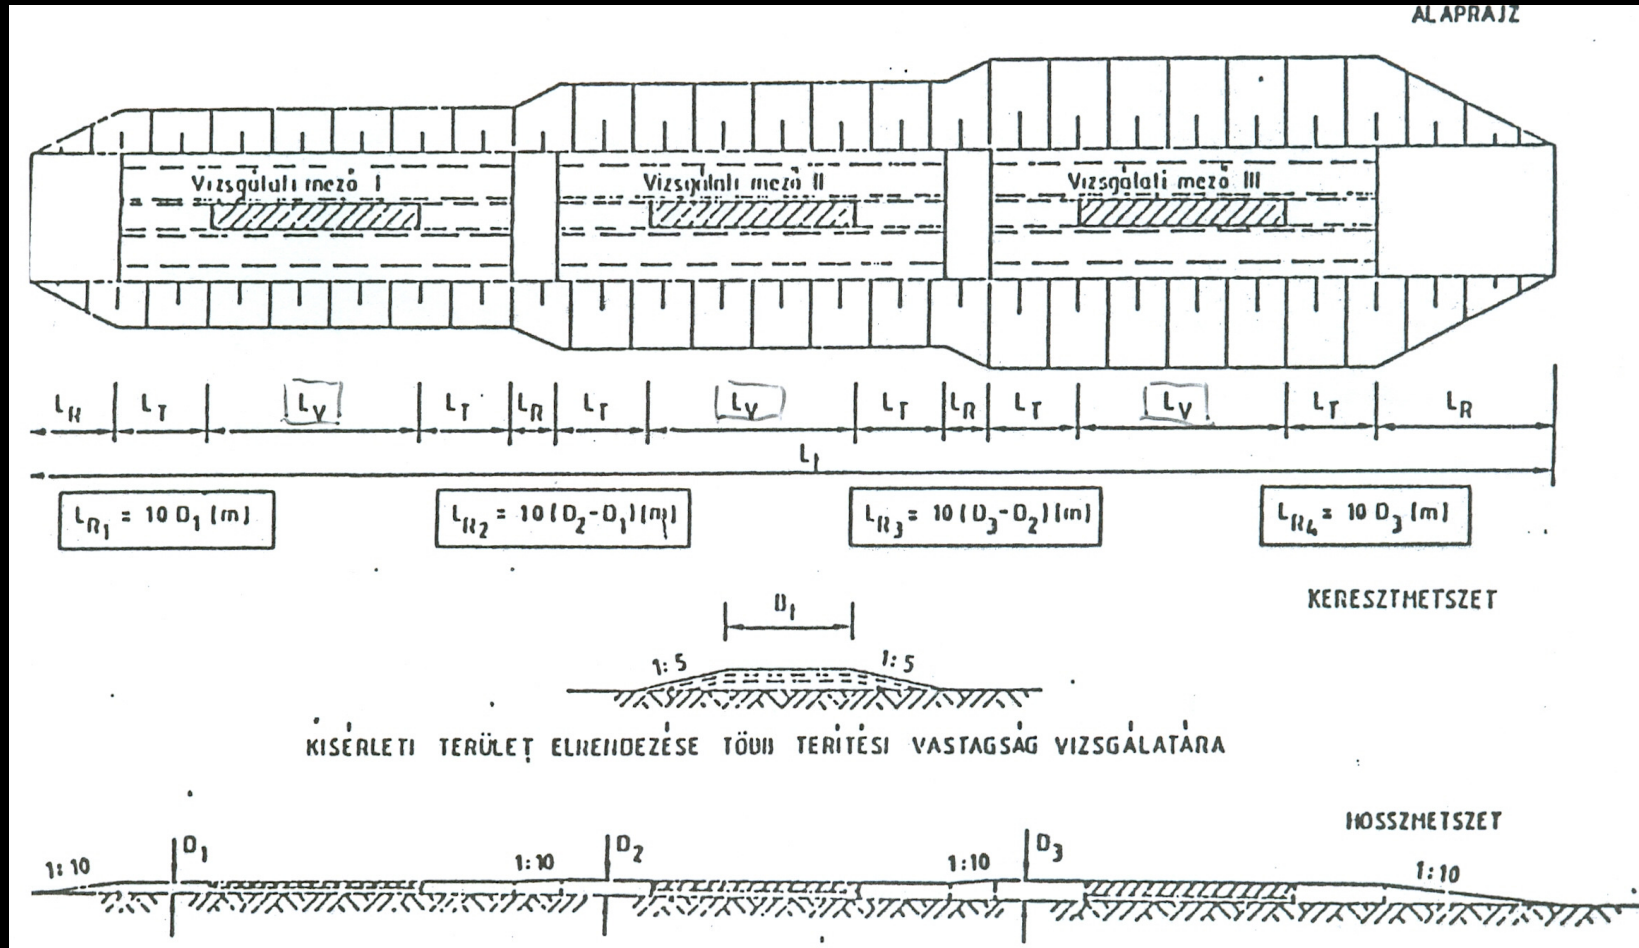 ALAPRAJZ
Vizsgálati mező I
Vizsgálati mező II
Vizsgálati mező III
L_R L_T L_V L_T L_R L_T L_V L_T L_R L_T L_V L_T L_R
L_R1 = 10 D_1 (m)
L_R2 = 10 (D_2-D_1) (m)
L_R3 = 10 (D_3-D_2) (m)
L_R4 = 10 D_3 (m)
KERESZTMETSZET
1:5
1:5
KISÉRLETI TERÜLET ELRENDEZÉSE TÖBB TERÍTÉSI VASTAGSÁG VIZSGÁLATÁRA
HOSSZMETSZET
1:10 D_1 1:10 D_2 1:10 D_3 1:10